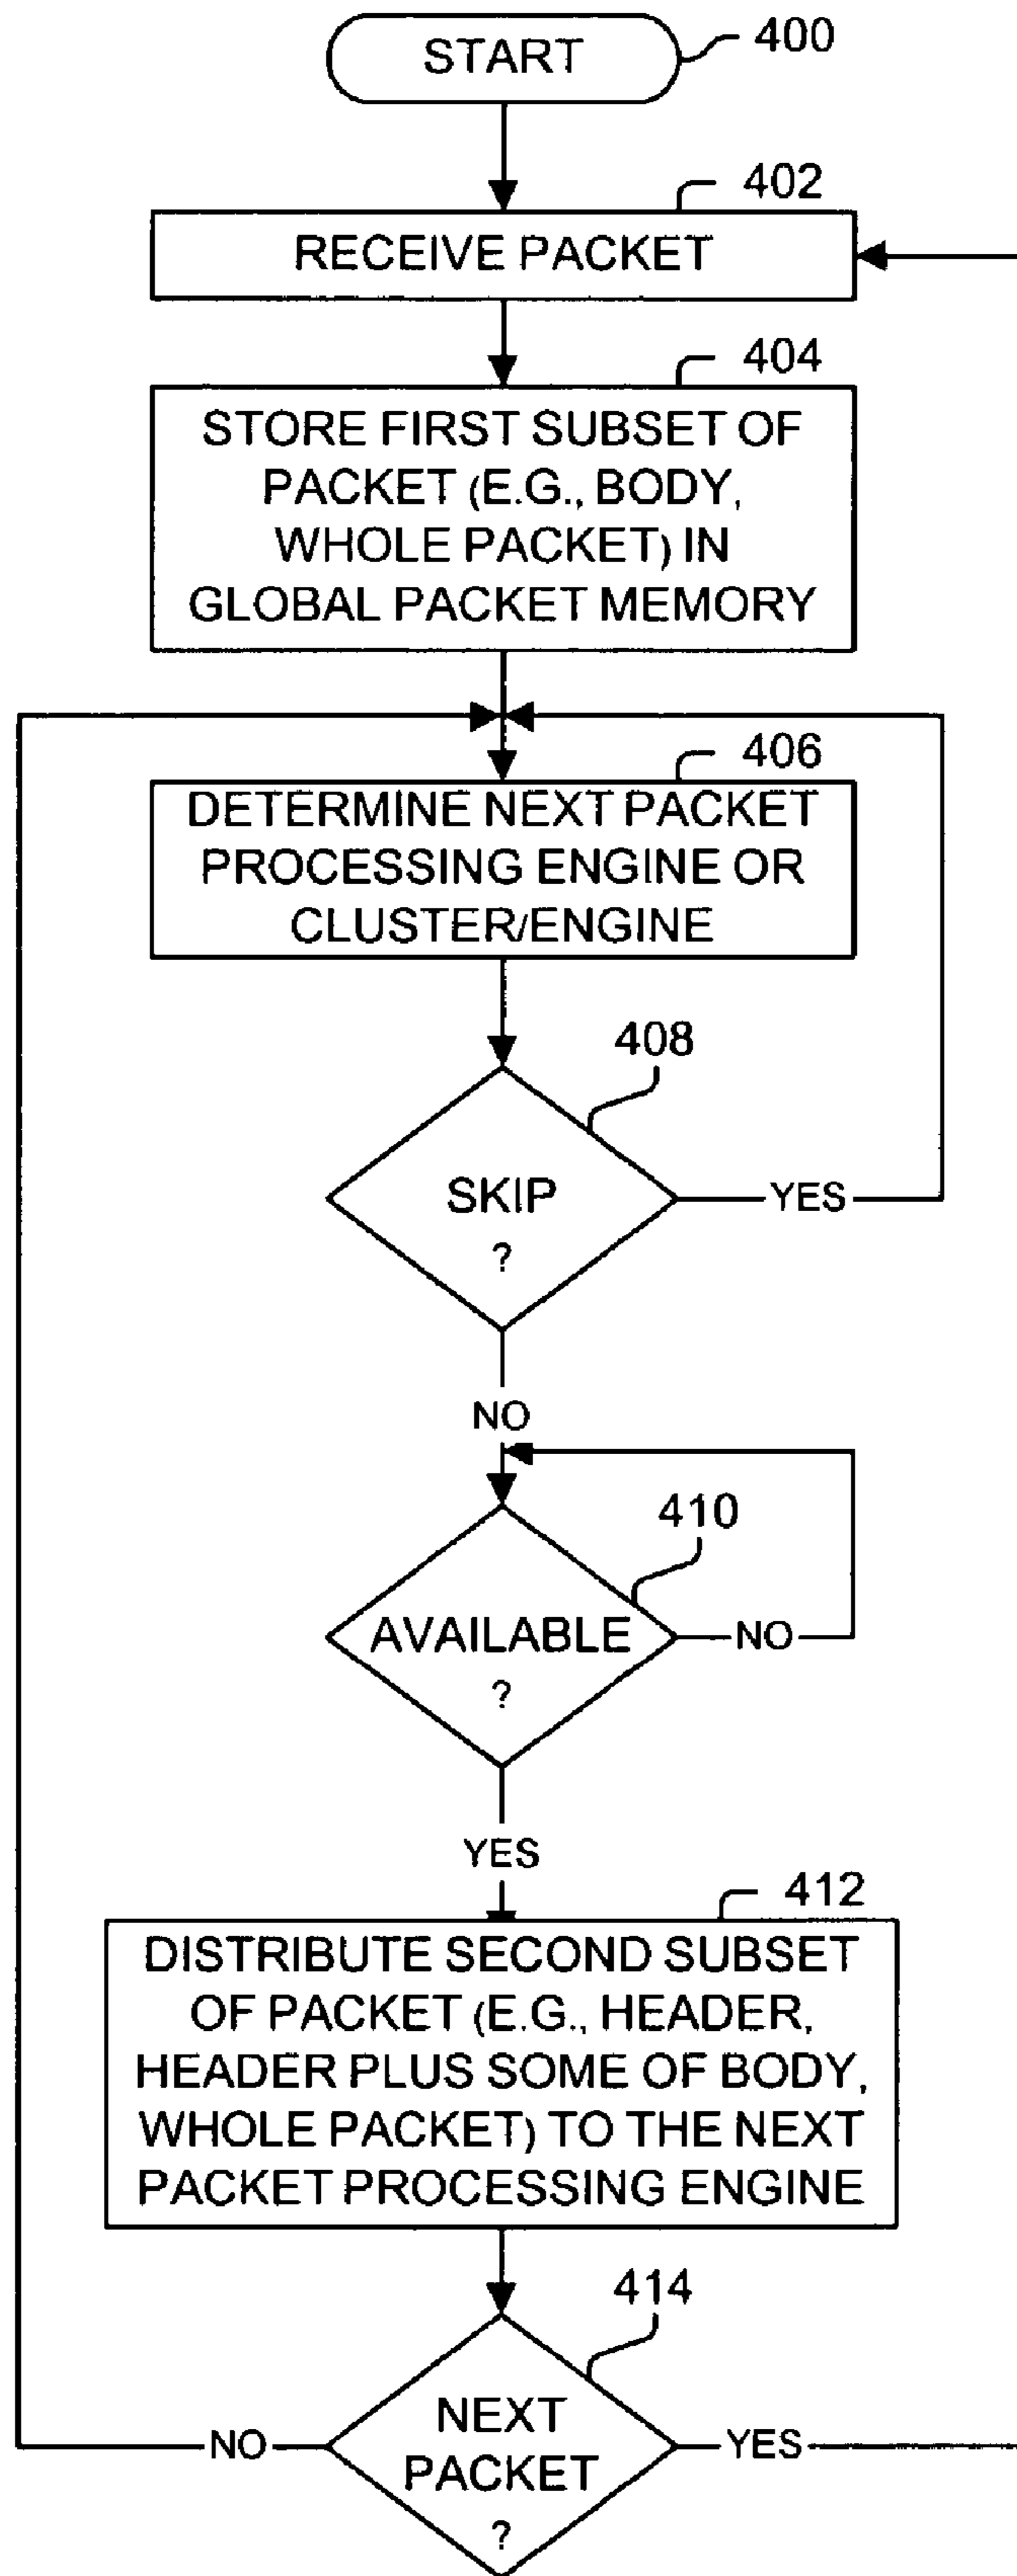 START
400
402
RECEIVE PACKET
404
STORE FIRST SUBSET OF
PACKET (E.G., BODY,
WHOLE PACKET) IN
GLOBAL PACKET MEMORY
406
DETERMINE NEXT PACKET
PROCESSING ENGINE OR
CLUSTER/ENGINE
408
SKIP
?
YES
NO
410
AVAILABLE
?
NO
YES
412
DISTRIBUTE SECOND SUBSET
OF PACKET (E.G., HEADER,
HEADER PLUS SOME OF BODY,
WHOLE PACKET) TO THE NEXT
PACKET PROCESSING ENGINE
414
NEXT
PACKET
?
NO
YES